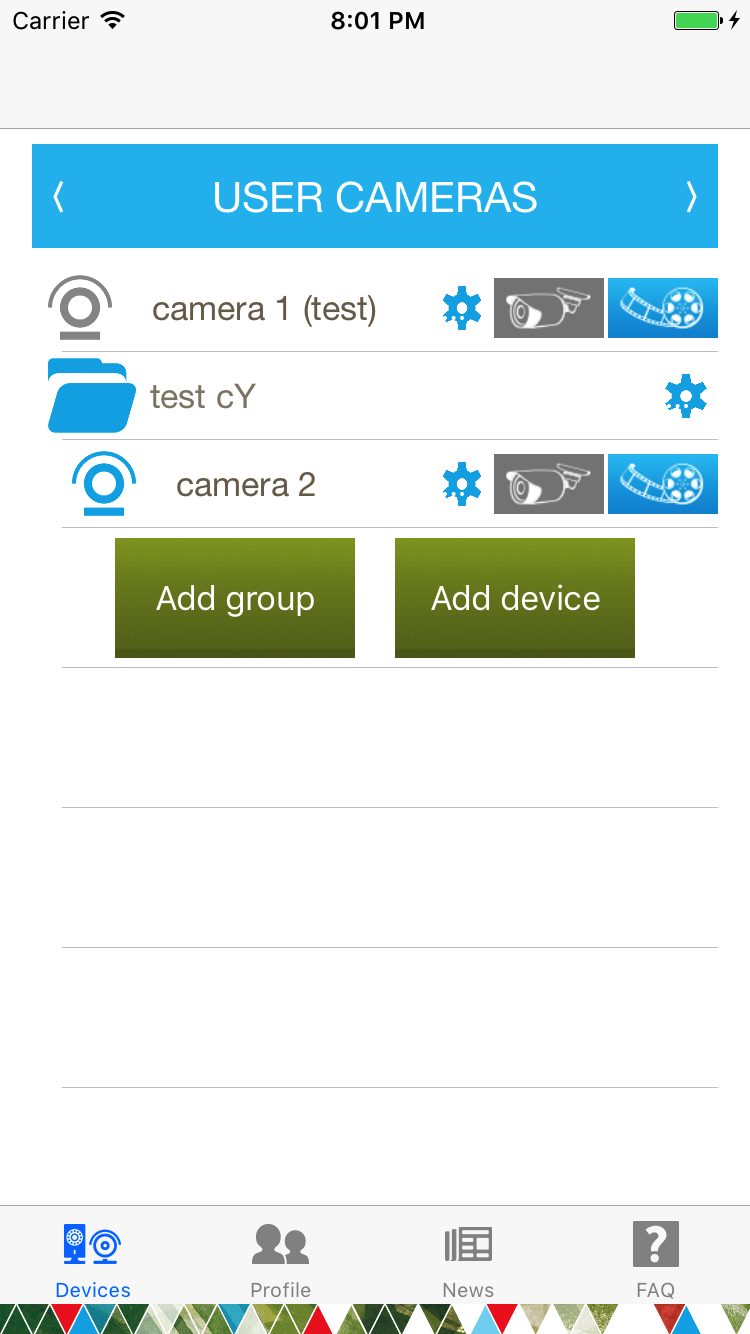 Carrier 8:01 PM
USER CAMERAS
camera 1 (test)
test cY
camera 2
Add group Add device
Devices Profile News FAQ